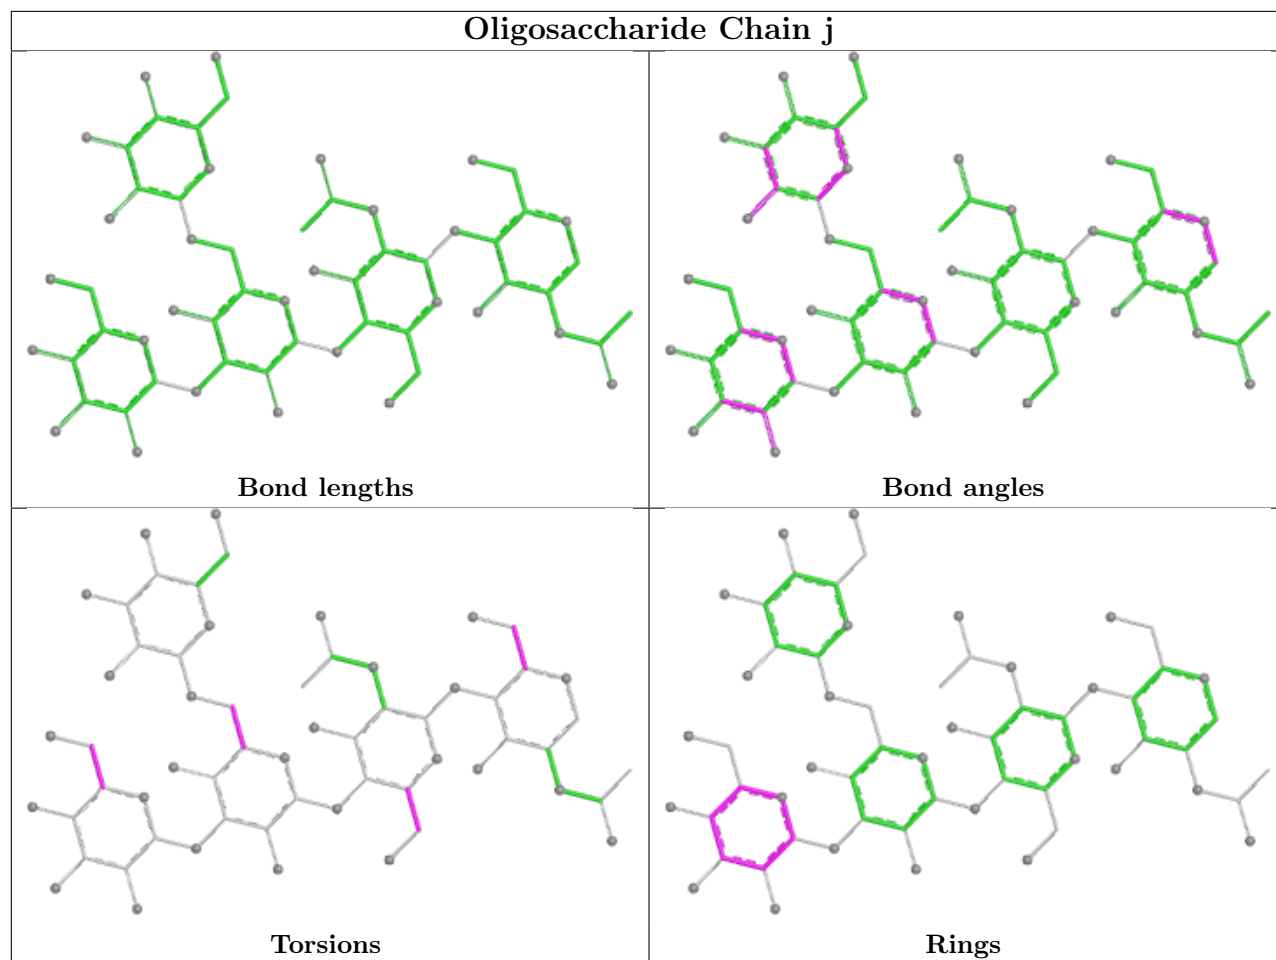 Oligosaccharide Chain j
Bond lengths
Bond angles
Torsions
Rings